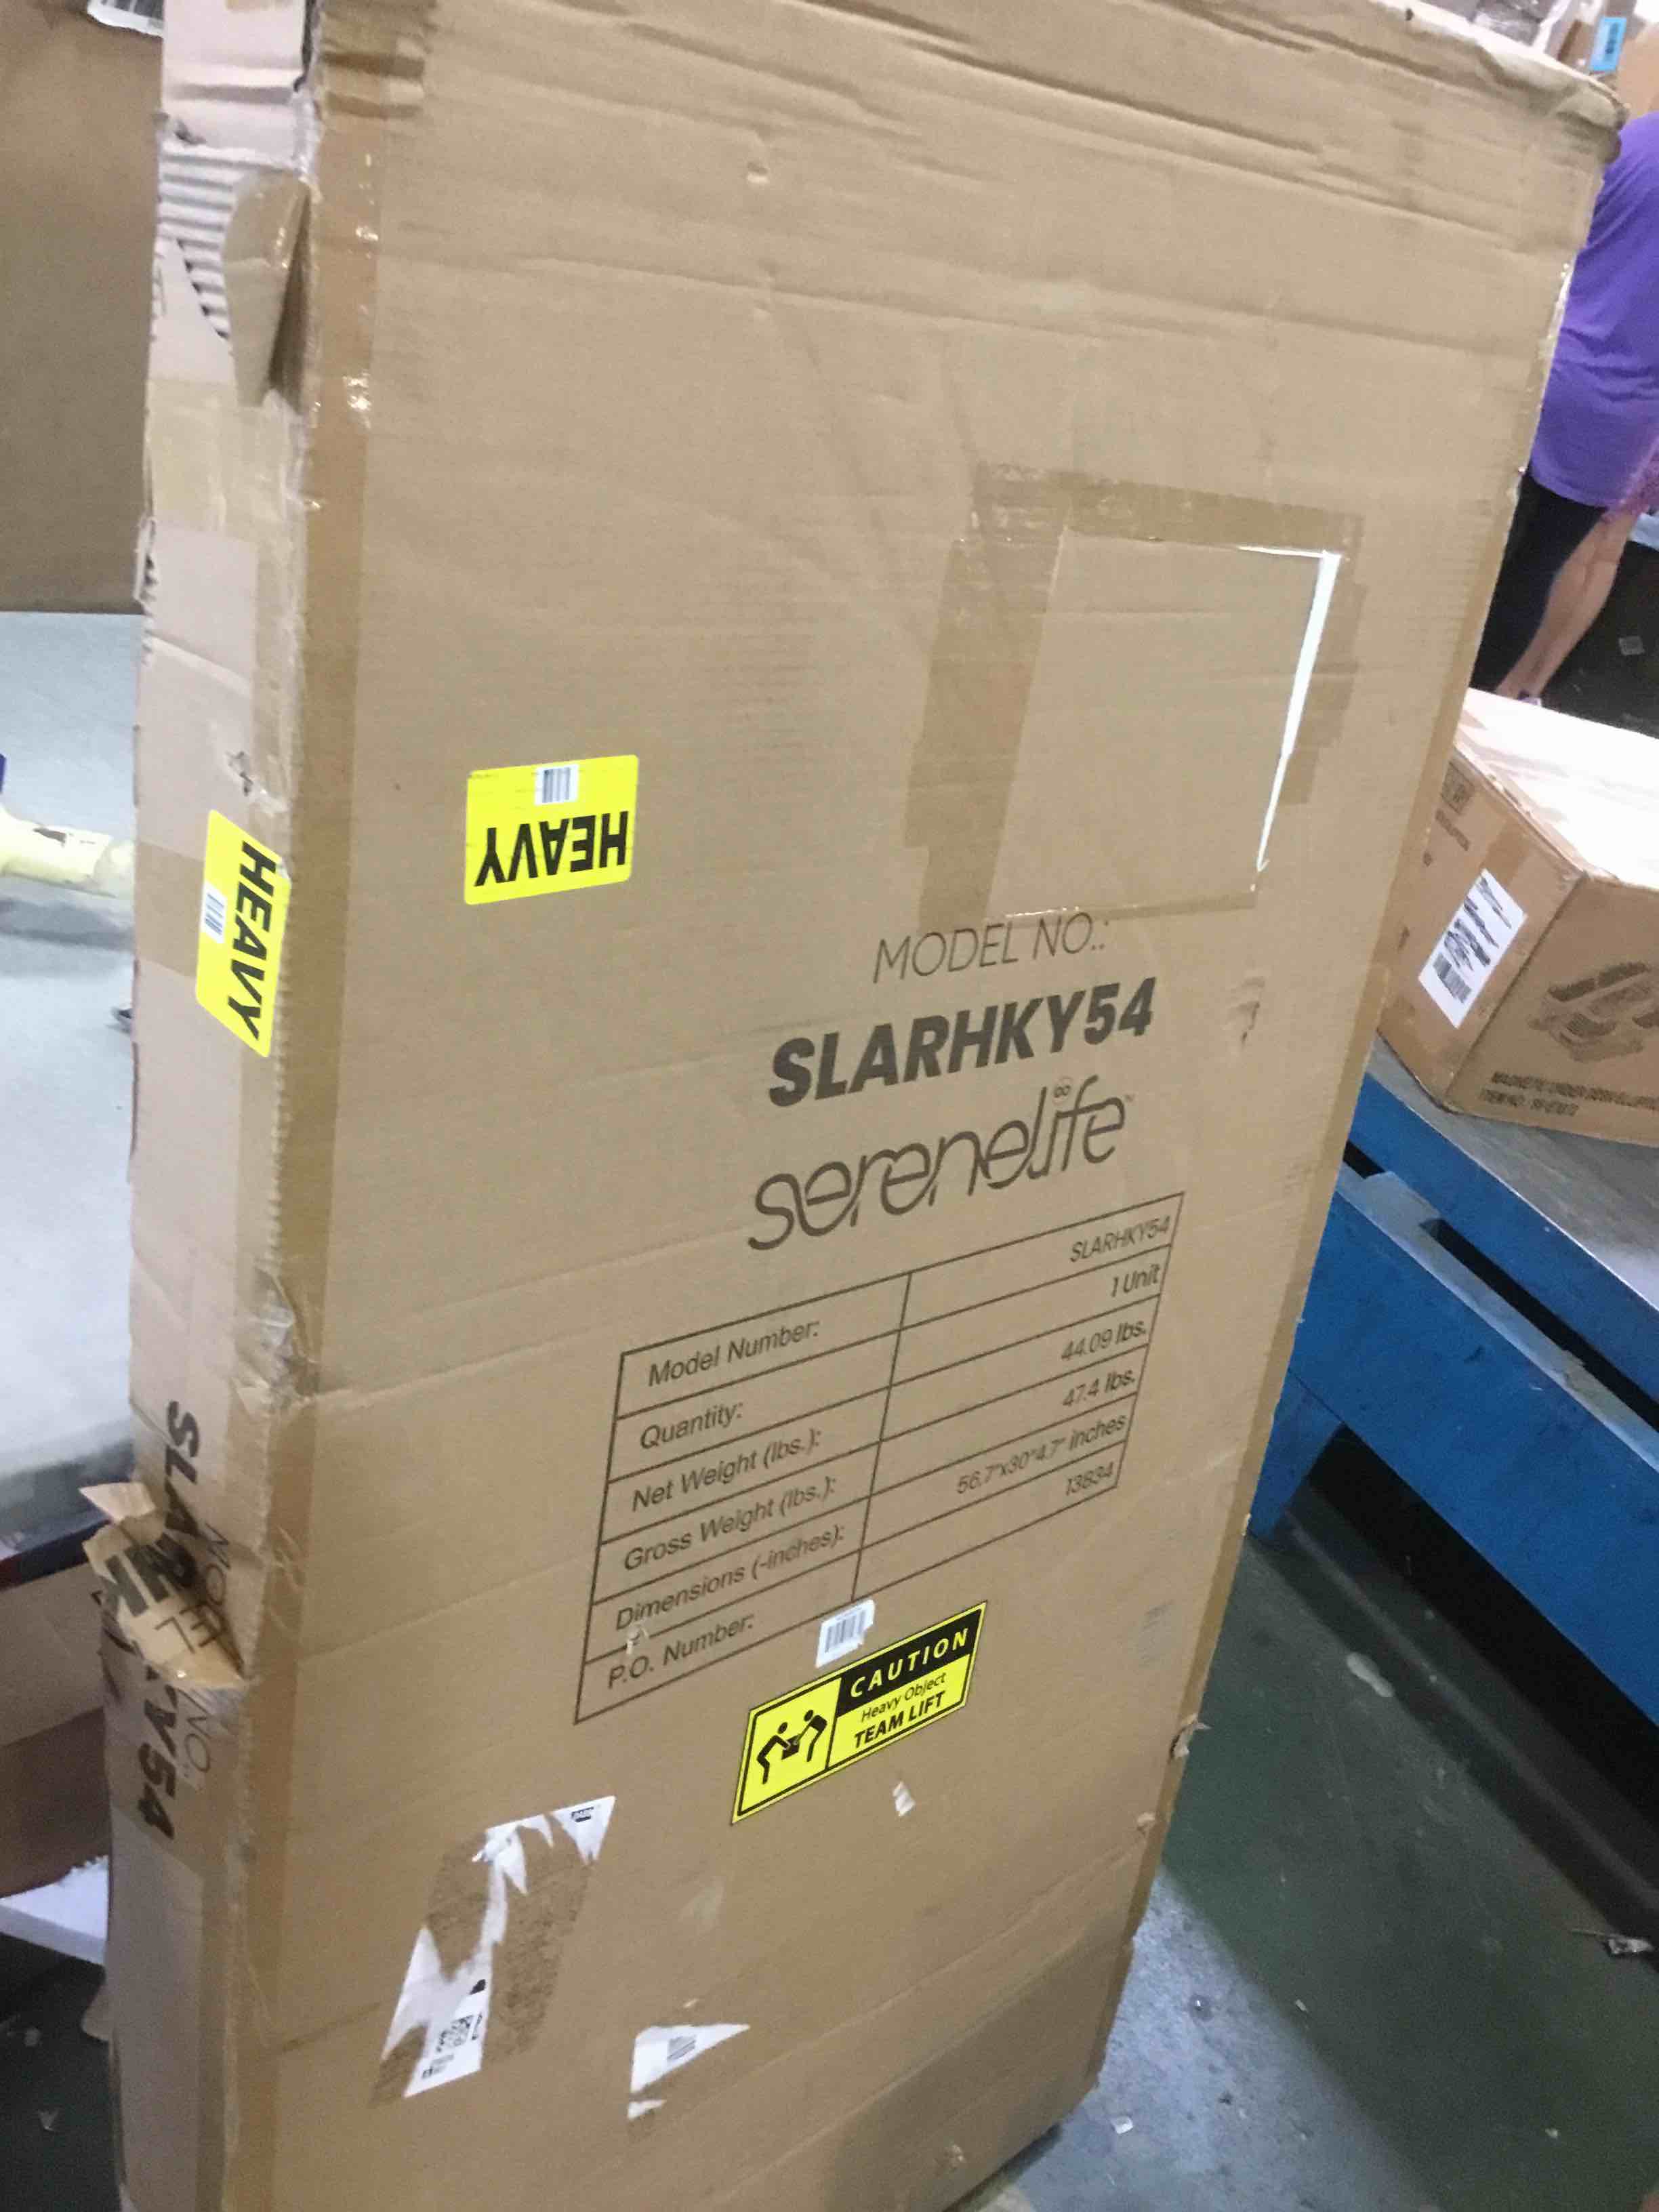 HEAVY
HEAVY
MODEL NO.:
SLARHKY54
serenelife
Model Number: SLARHKY54
Quantity: 1 Unit
Net Weight (lbs.): 44.09 lbs.
Gross Weight (lbs.): 47.4 lbs.
Dimensions (-inches): 56.7"x30"4.7" inches
P.O. Number: 13834
CAUTION
Heavy Object
TEAM LIFT
NO.:
KY54